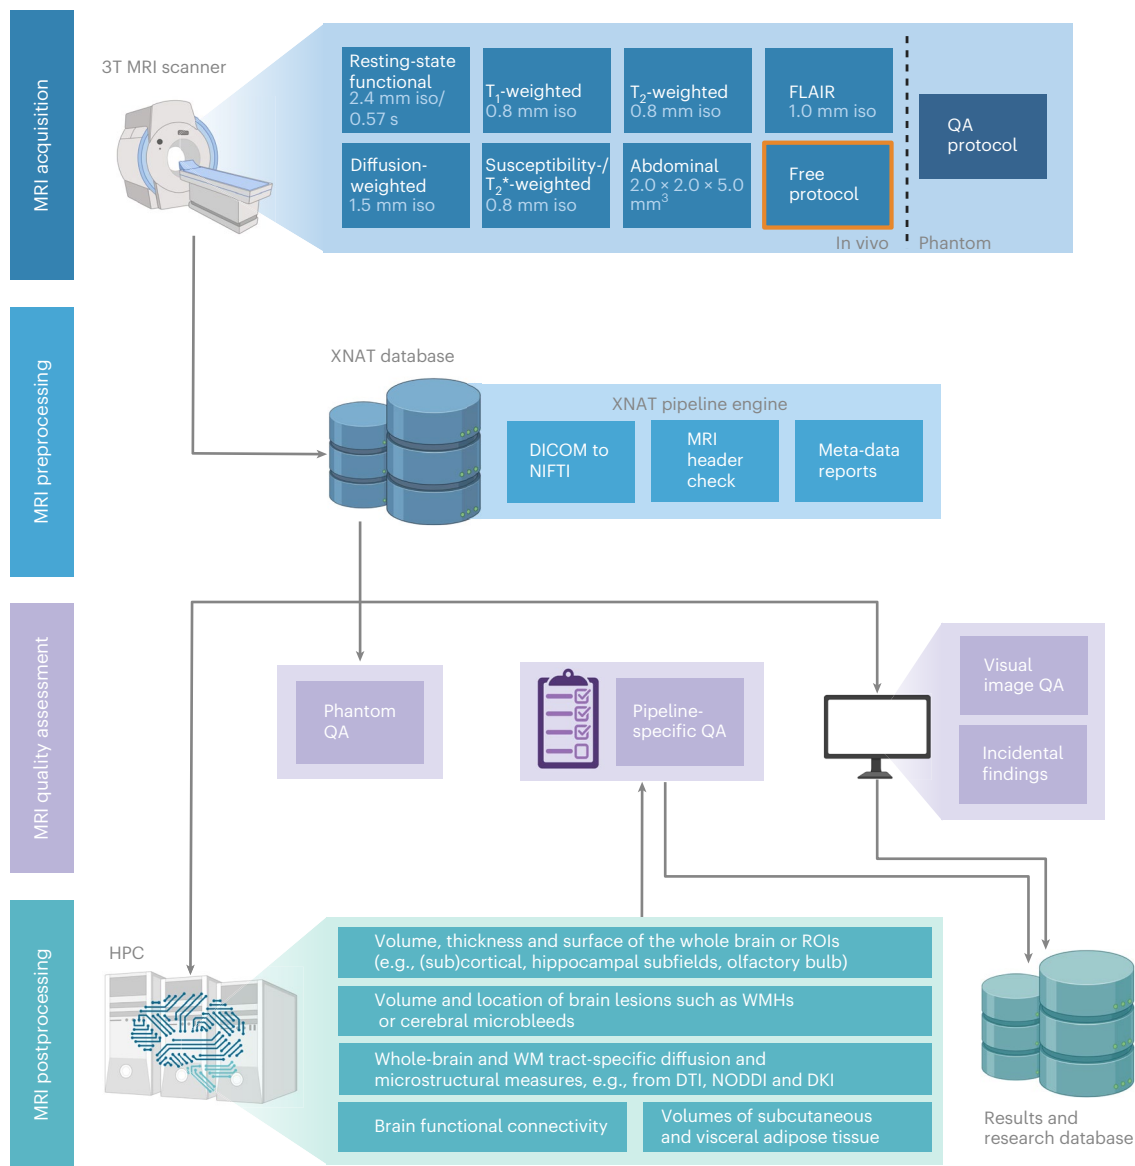 MRI acquisition
3T MRI scanner
Resting-state
functional
2.4 mm iso/
0.57 s
T1-weighted
0.8 mm iso
T2-weighted
0.8 mm iso
FLAIR
1.0 mm iso
Diffusion-
weighted
1.5 mm iso
Susceptibility-/
T2*-weighted
0.8 mm iso
Abdominal
2.0 × 2.0 × 5.0
mm3
Free
protocol
In vivo
QA
protocol
Phantom
MRI preprocessing
XNAT database
XNAT pipeline engine
DICOM to
NIFTI
MRI
header
check
Meta-data
reports
MRI quality assessment
Phantom
QA
Pipeline-
specific QA
Visual
image QA
Incidental
findings
MRI postprocessing
HPC
Volume, thickness and surface of the whole brain or ROIs
(e.g., (sub)cortical, hippocampal subfields, olfactory bulb)
Volume and location of brain lesions such as WMHs
or cerebral microbleeds
Whole-brain and WM tract-specific diffusion and
microstructural measures, e.g., from DTI, NODDI and DKI
Brain functional connectivity
Volumes of subcutaneous
and visceral adipose tissue
Results and
research database